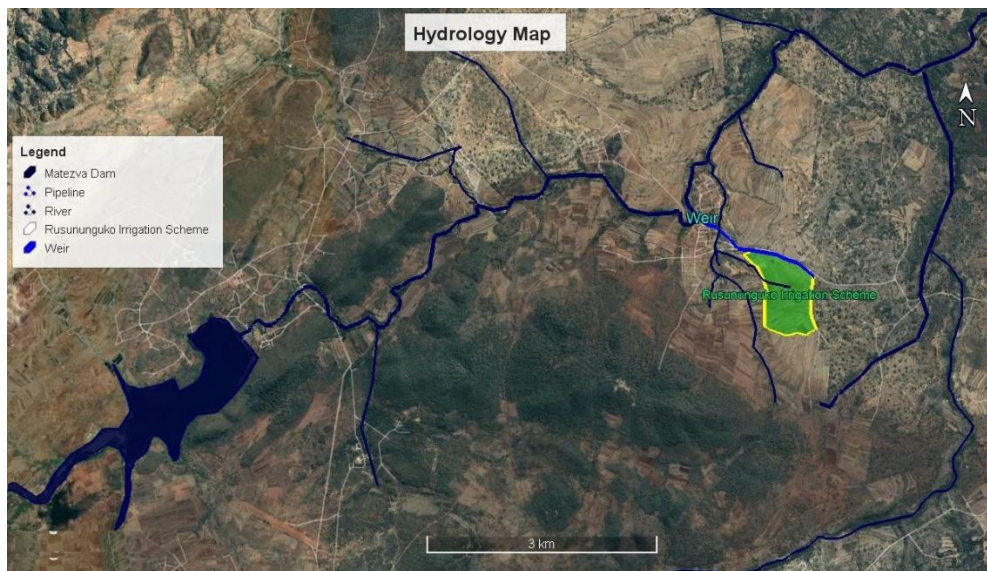 Hydrology Map
N
Legend
Matezva Dam
Pipeline
River
Rusununguko Irrigation Scheme
Weir
Weir
Rusununguko Irrigation Scheme
3 km